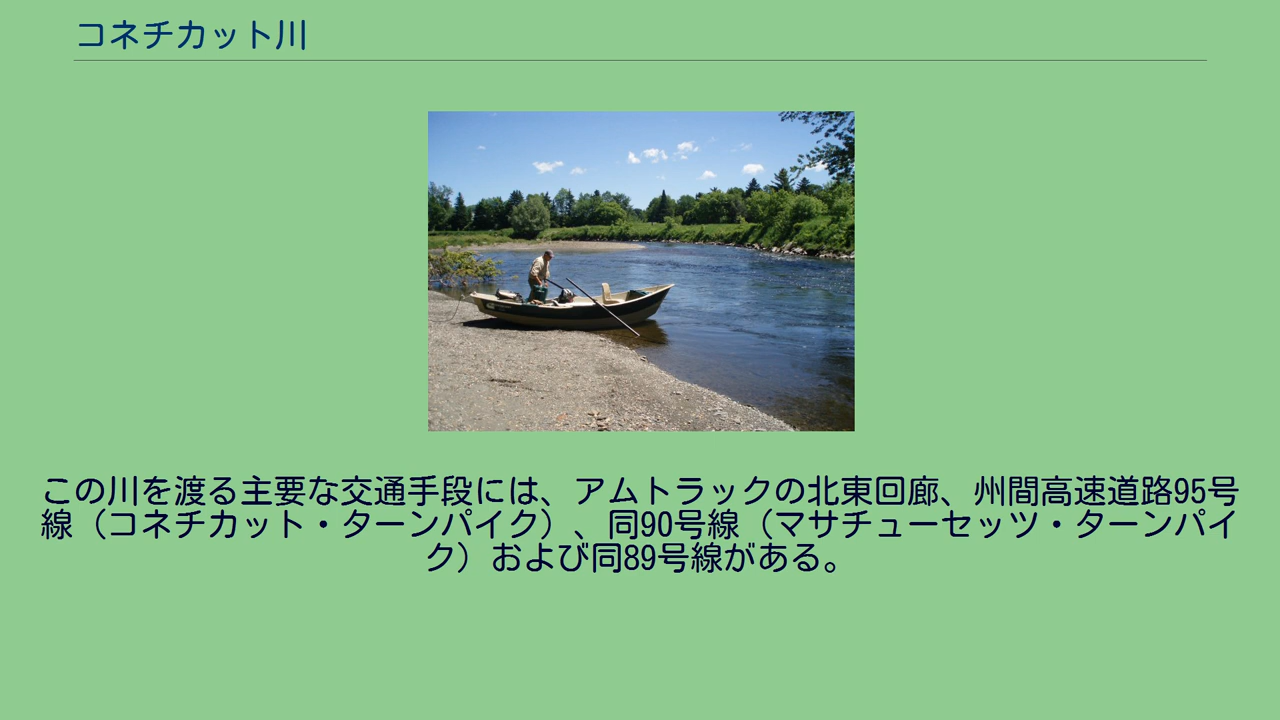 コネチカット川
この川を渡る主要な交通手段には、アムトラックの北東回廊、州間高速道路95号
線（コネチカット・ターンパイク）、同90号線（マサチューセッツ・ターンパイ
ク）および同89号線がある。